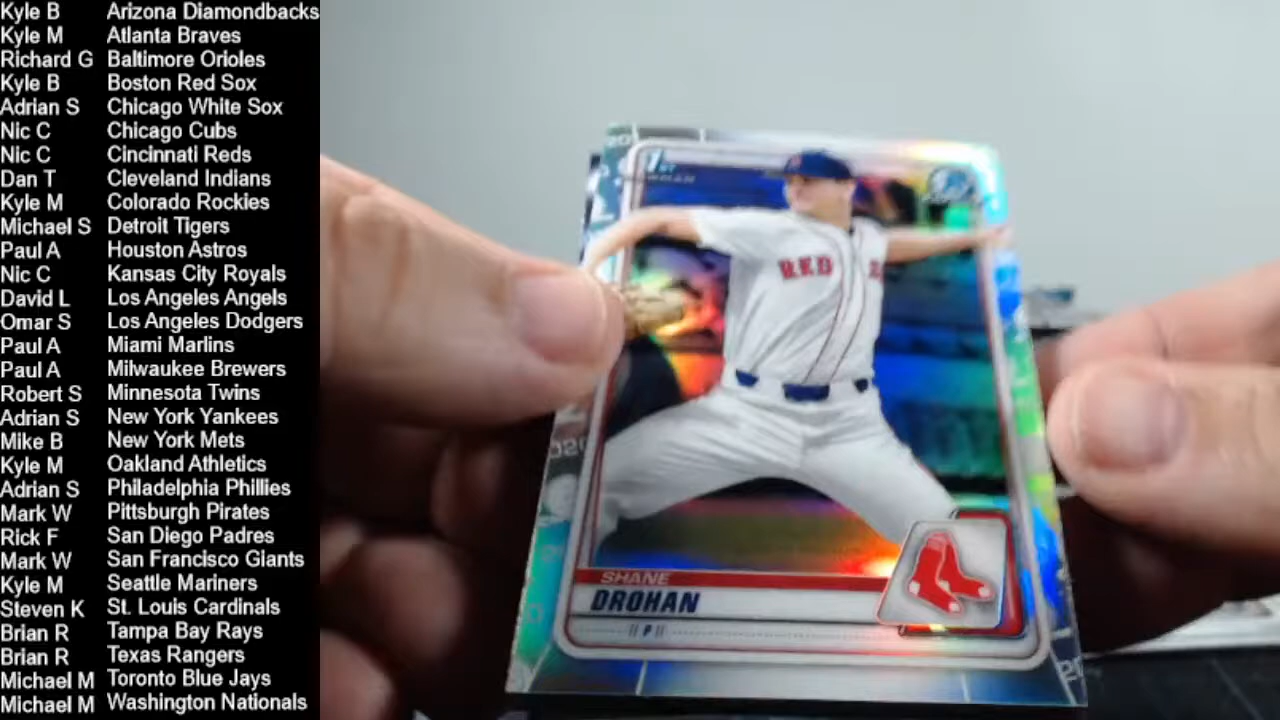 Kyle B Arizona Diamondbacks
Kyle M Atlanta Braves
Richard G Baltimore Orioles
Kyle B Boston Red Sox
Adrian S Chicago White Sox
Nic C Chicago Cubs
Nic C Cincinnati Reds
Dan T Cleveland Indians
Kyle M Colorado Rockies
Michael S Detroit Tigers
Paul A Houston Astros
Nic C Kansas City Royals
David L Los Angeles Angels
Omar S Los Angeles Dodgers
Paul A Miami Marlins
Paul A Milwaukee Brewers
Robert S Minnesota Twins
Adrian S New York Yankees
Mike B New York Mets
Kyle M Oakland Athletics
Adrian S Philadelphia Phillies
Mark W Pittsburgh Pirates
Rick F San Diego Padres
Mark W San Francisco Giants
Kyle M Seattle Mariners
Steven K St. Louis Cardinals
Brian R Tampa Bay Rays
Brian R Texas Rangers
Michael M Toronto Blue Jays
Michael M Washington Nationals
1ST
RED
SHANE
DROHAN
P